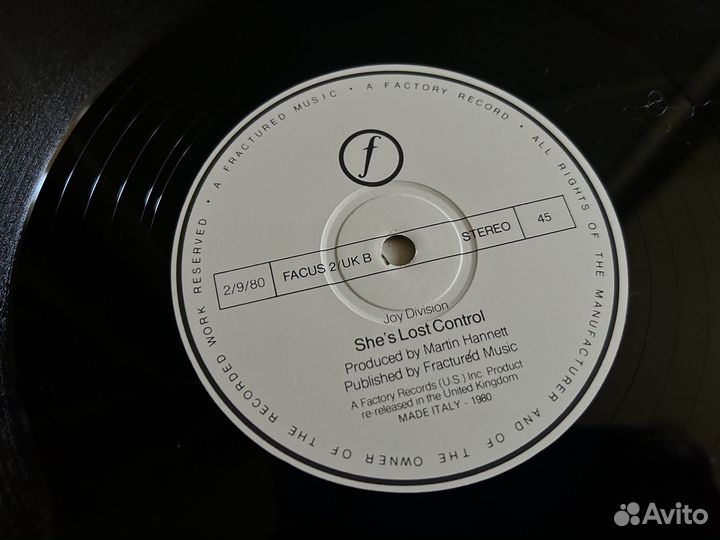 A FRACTURED MUSIC • A FACTORY RECORD • ALL RIGHTS OF THE MANUFACTURER AND OF THE OWNER OF THE RECORDED WORK RESERVED •
f
2/9/80 FACUS 2/UK B STEREO 45
Joy Division
She's Lost Control
Produced by Martin Hannett
Published by Fractured Music
A Factory Records (U.S.) Inc. Product
re-released in the United Kingdom
MADE ITALY - 1980
Avito